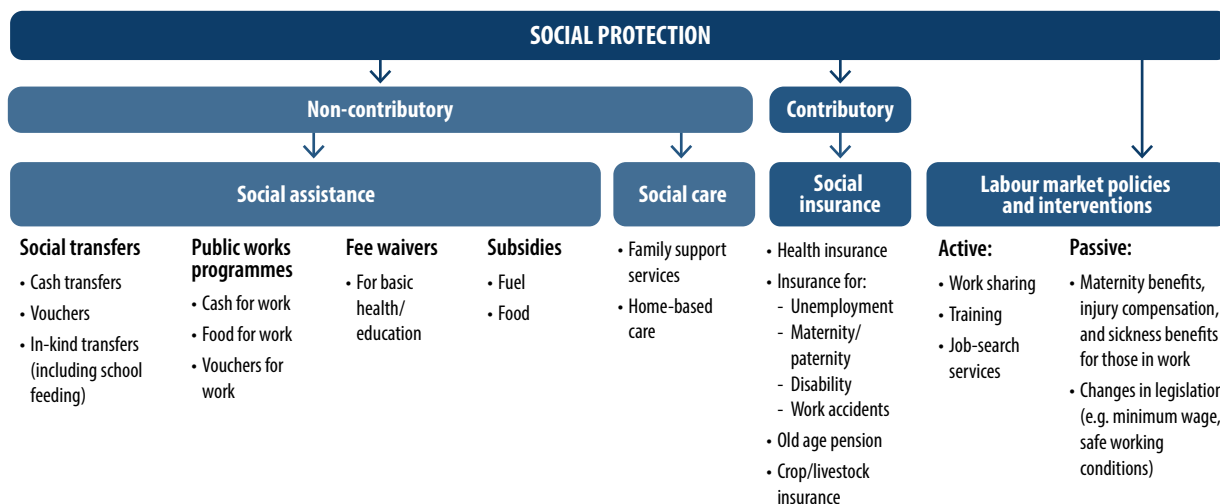 SOCIAL PROTECTION
Non-contributory
Contributory
Social assistance
Social care
Social
insurance
Labour market policies
and interventions
Social transfers
• Cash transfers
• Vouchers
• In-kind transfers
(including school
feeding)
Public works
programmes
• Cash for work
• Food for work
• Vouchers for
work
Fee waivers
• For basic
health/
education
Subsidies
• Fuel
• Food
• Family support
services
• Home-based
care
• Health insurance
• Insurance for:
- Unemployment
- Maternity/
paternity
- Disability
- Work accidents
• Old age pension
• Crop/livestock
insurance
Active:
• Work sharing
• Training
• Job-search
services
Passive:
• Maternity benefits,
injury compensation,
and sickness benefits
for those in work
• Changes in legislation
(e.g. minimum wage,
safe working
conditions)